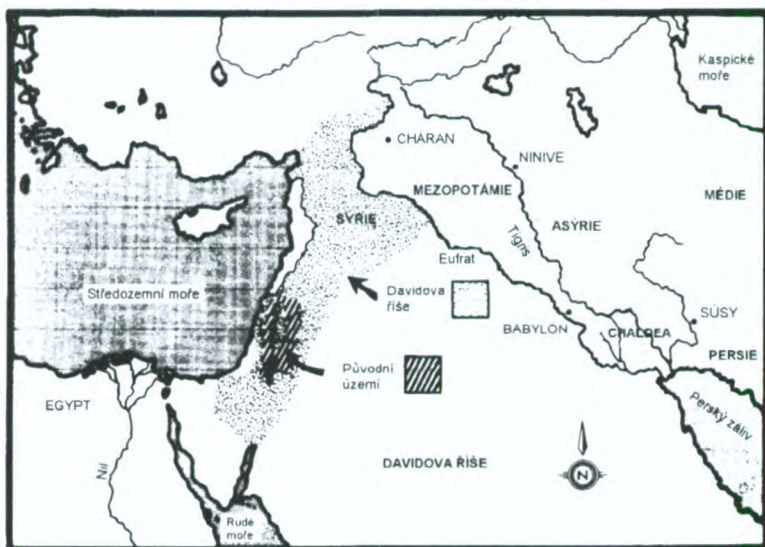 Kaspické
moře
CHÁRAN
NINIVE
MEZOPOTÁMIE
MÉDIE
SÝRIE
ASÝRIE
Tigris
Eufrat
Středozemní moře
Davidova
říše
BABYLÓN
CHALDEA
SÚSY
PERSIE
Původní
území
EGYPT
Perský záliv
DAVIDOVA ŘÍŠE
Nil
N
Rudé
moře